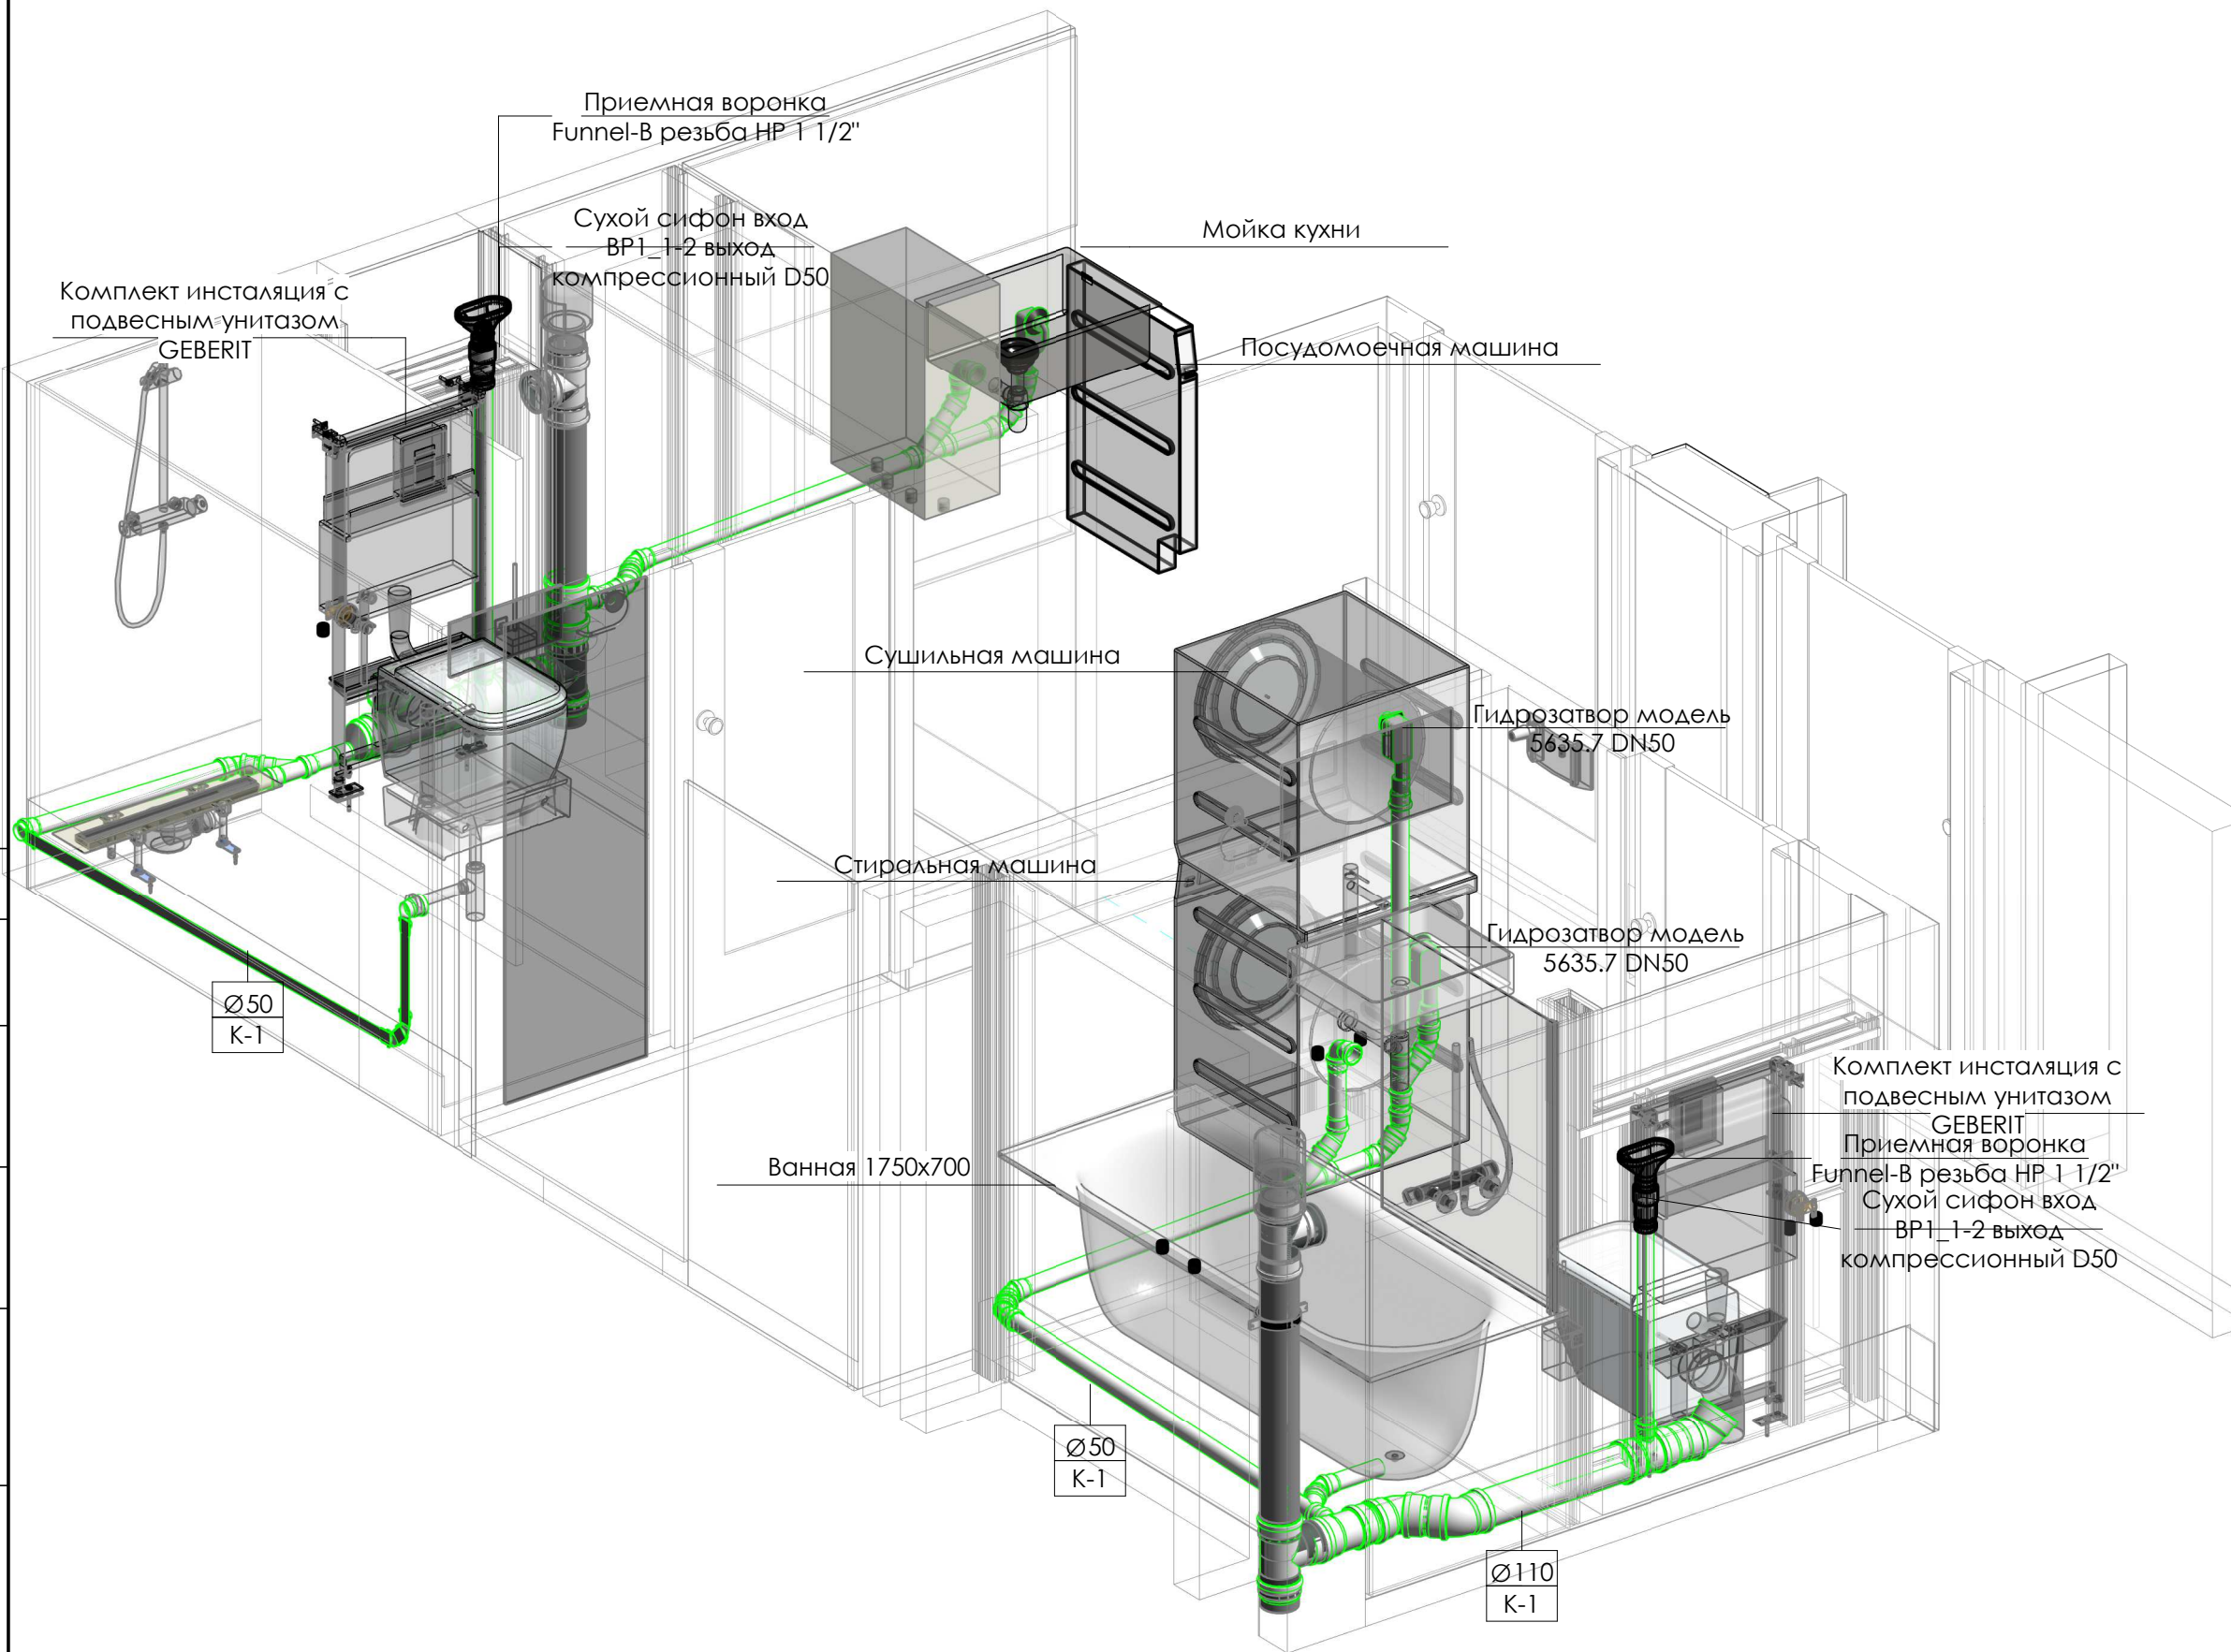 Приемная воронка
Funnel-B резьба НР 1 1/2"
Сухой сифон вход
ВР1_1-2 выход
компрессионный D50
Мойка кухни
Комплект инсталяция с
подвесным унитазом
GEBERIT
Посудомоечная машина
Сушильная машина
Гидрозатвор модель
5635.7 DN50
Стиральная машина
Гидрозатвор модель
5635.7 DN50
Ø50
К-1
Комплект инсталяция с
подвесным унитазом
GEBERIT
Приемная воронка
Funnel-B резьба НР 1 1/2"
Сухой сифон вход
ВР1_1-2 выход
компрессионный D50
Ванная 1750x700
Ø50
К-1
Ø110
К-1